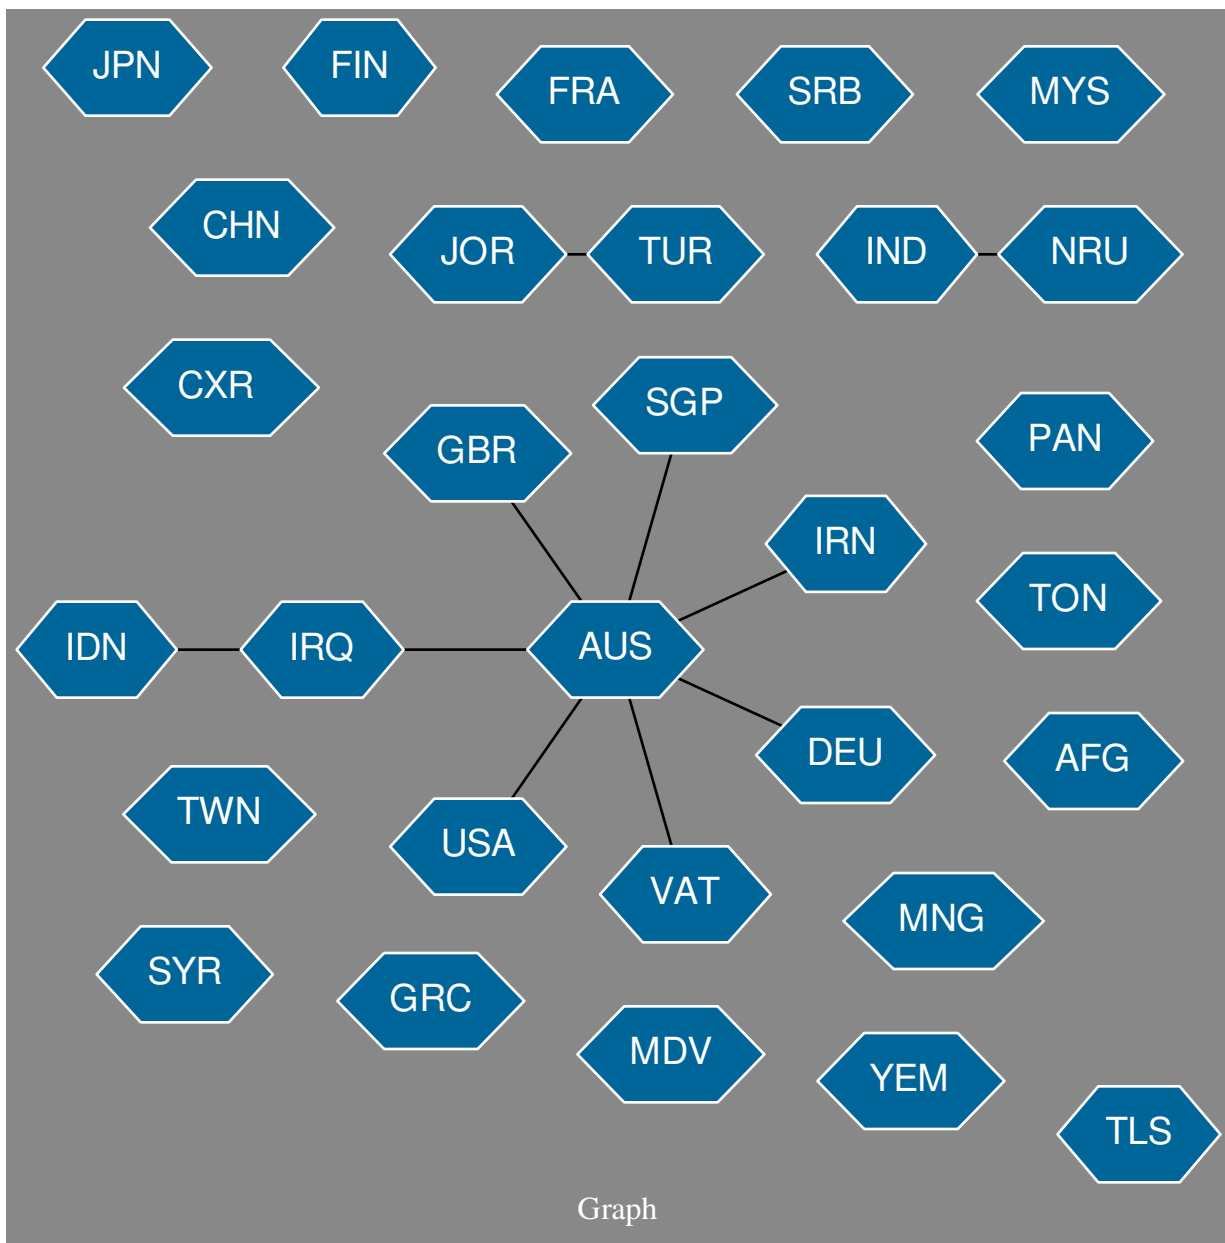 JPN
FIN
FRA
SRB
MYS
CHN
JOR
TUR
IND
NRU
CXR
SGP
GBR
PAN
IRN
TON
IDN
IRQ
AUS
DEU
AFG
TWN
USA
VAT
MNG
SYR
GRC
MDV
YEM
TLS
Graph